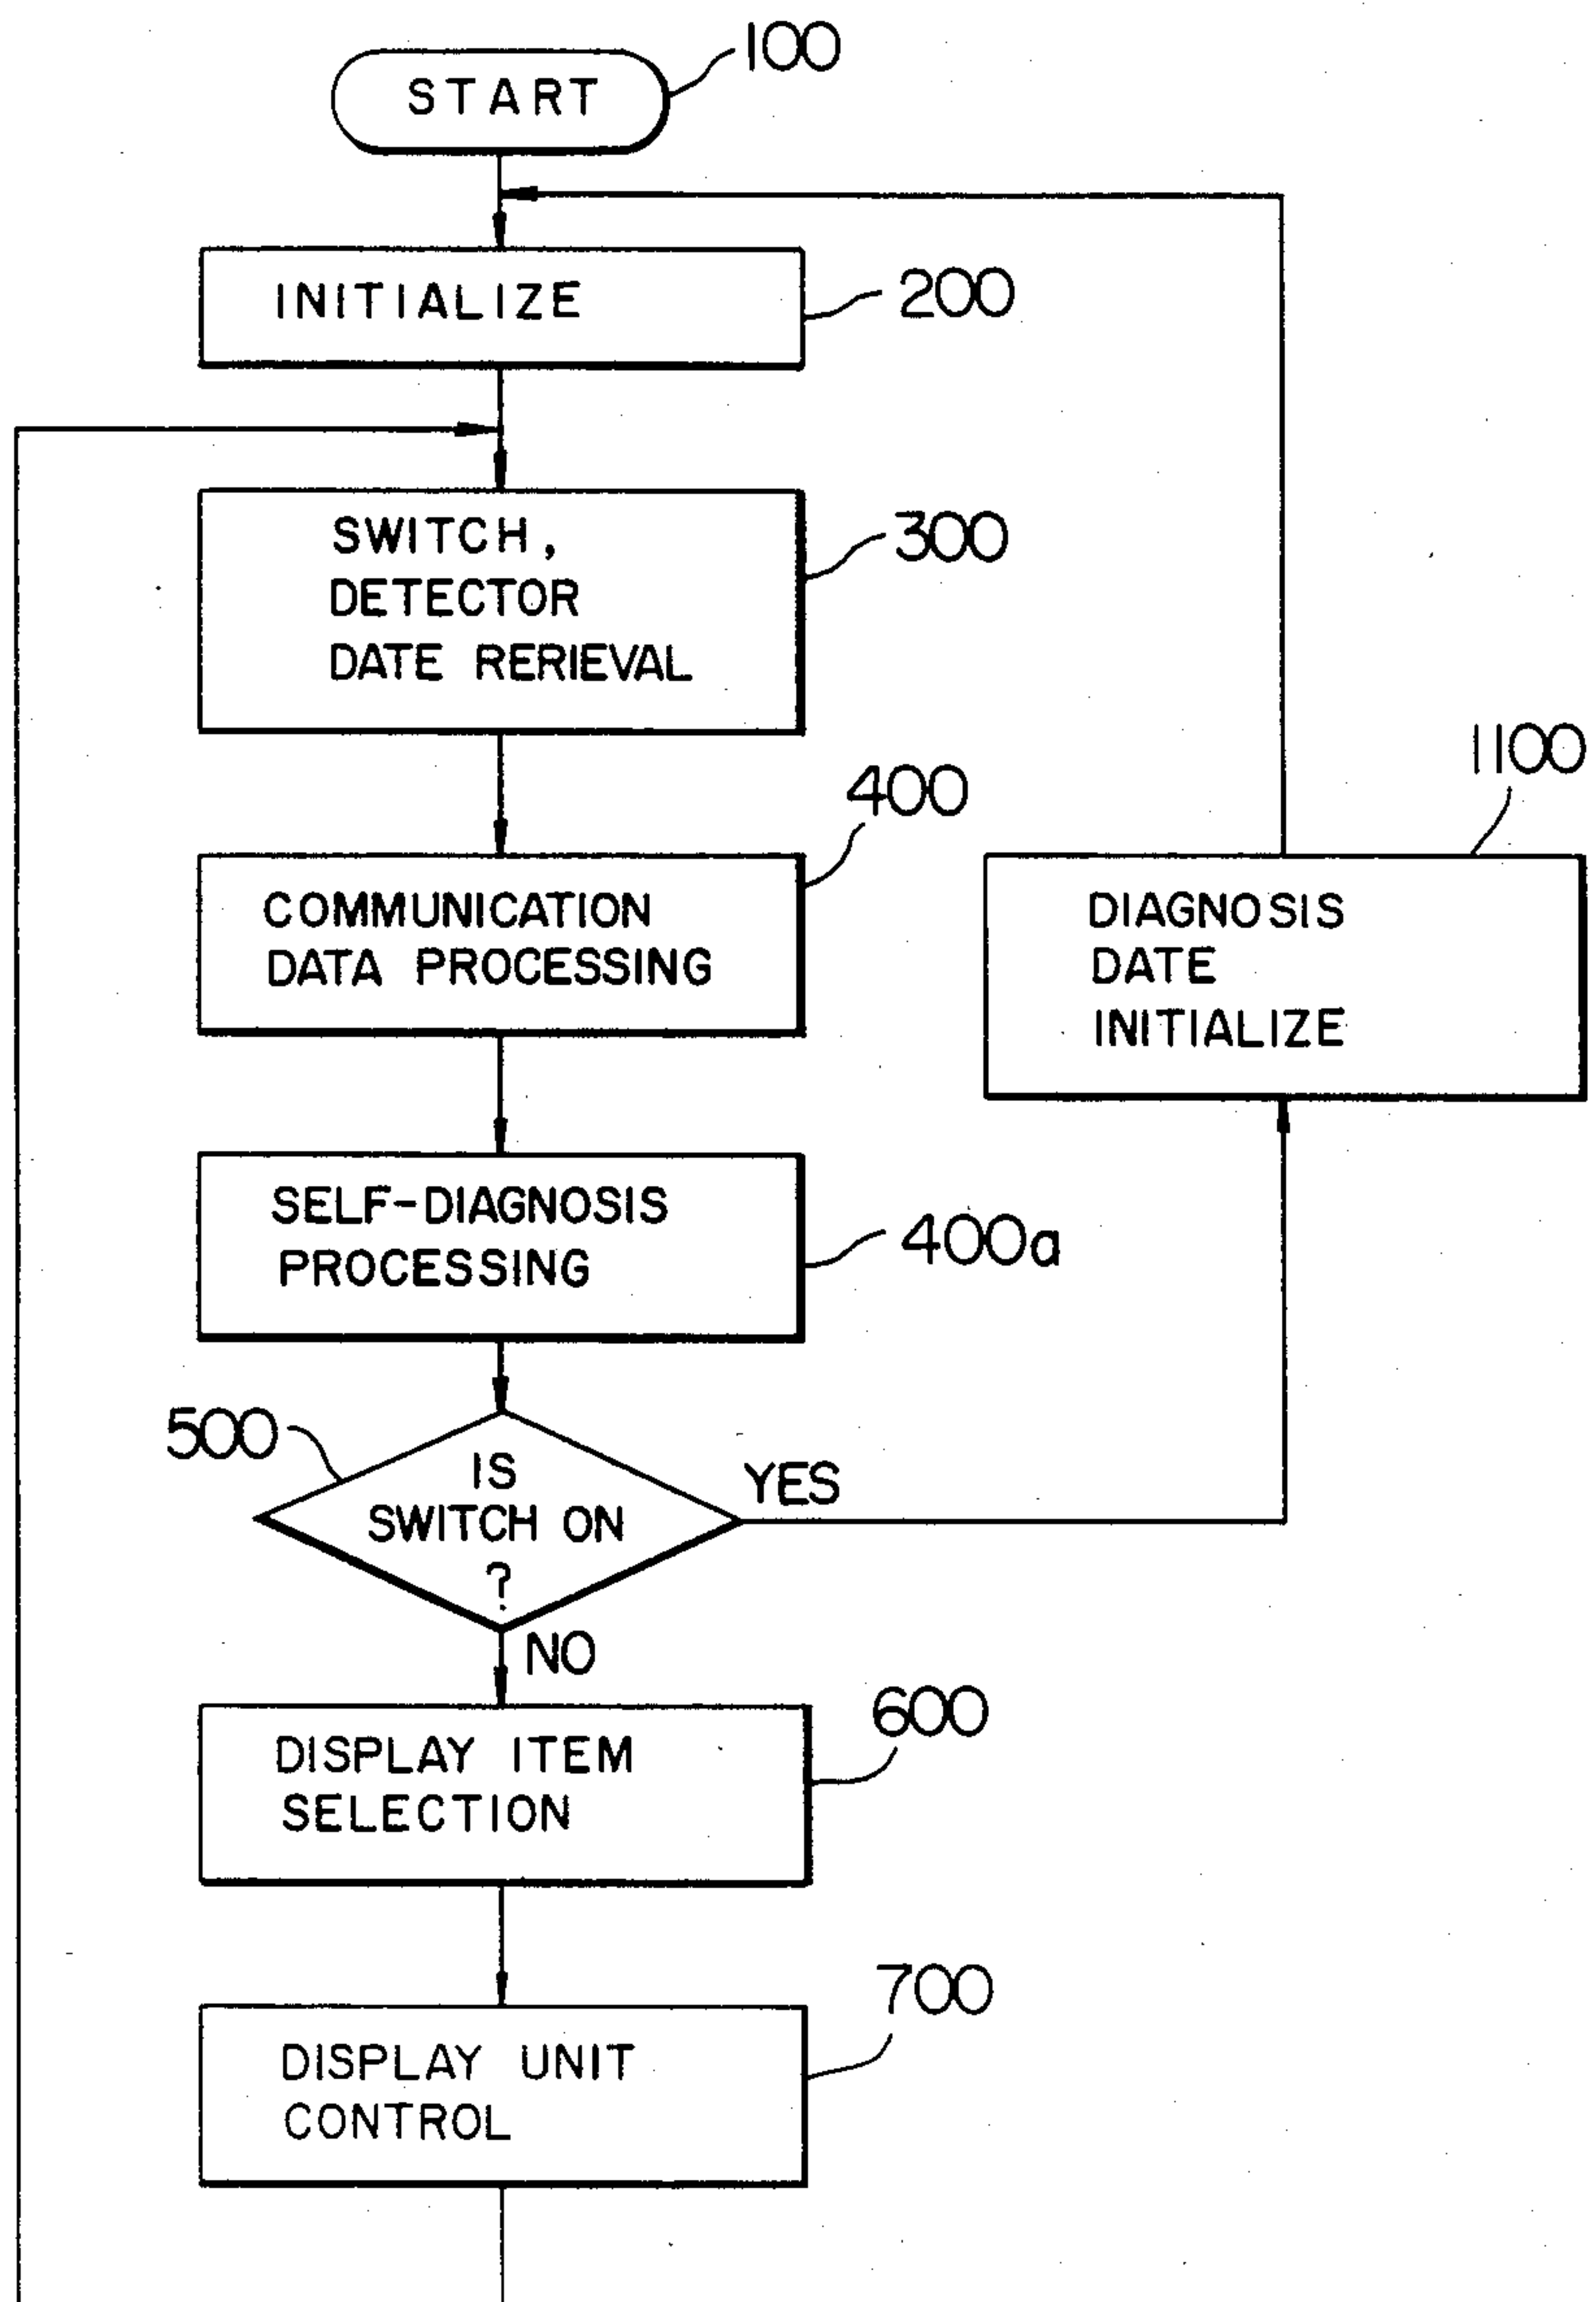 START
100
INITIALIZE
200
SWITCH,
DETECTOR
DATE RERIEVAL
300
COMMUNICATION
DATA PROCESSING
400
DIAGNOSIS
DATE
INITIALIZE
1100
SELF-DIAGNOSIS
PROCESSING
400a
500
IS
SWITCH ON
?
YES
NO
DISPLAY ITEM
SELECTION
600
DISPLAY UNIT
CONTROL
700